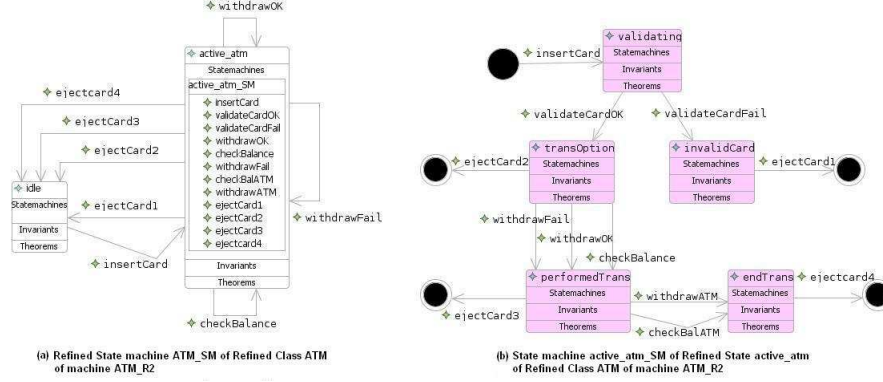 withdrawOK
active_atm
Statemachines
active_atm_SM
insertCard
validateCardOK
validateCardFail
withdrawOK
checkBalance
withdrawFail
checkBalATM
withdrawATM
ejectCard1
ejectCard2
ejectCard3
ejectcard4
Invariants
Theorems
ejectcard4
ejectCard3
ejectCard2
idle
Statemachines
Invariants
Theorems
ejectCard1
insertCard
withdrawFail
checkBalance
(a) Refined State machine ATM_SM of Refined Class ATM
of machine ATM_R2
validating
Statemachines
Invariants
Theorems
insertCard
validateCardOK
validateCardFail
transOption
Statemachines
Invariants
Theorems
ejectCard2
invalidCard
Statemachines
Invariants
Theorems
ejectCard1
withdrawFail
withdrawOK
checkBalance
performedTrans
Statemachines
Invariants
Theorems
ejectCard3
withdrawATM
checkBalATM
endTrans
Statemachines
Invariants
Theorems
ejectcard4
(b) State machine active_atm_SM of Refined State active_atm
of Refined Class ATM of machine ATM_R2